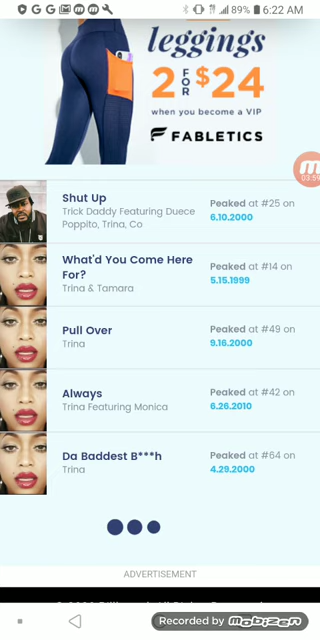 89% 6:22 AM
leggings
2 FOR $24
when you become a VIP
FABLETICS
03:59
Shut Up
Trick Daddy Featuring Duece
Poppito, Trina, Co
Peaked at #25 on
6.10.2000
What'd You Come Here
For?
Trina & Tamara
Peaked at #14 on
5.15.1999
Pull Over
Trina
Peaked at #49 on
9.16.2000
Always
Trina Featuring Monica
Peaked at #42 on
6.26.2010
Da Baddest B***h
Trina
Peaked at #64 on
4.29.2000
ADVERTISEMENT
Recorded by mobizen